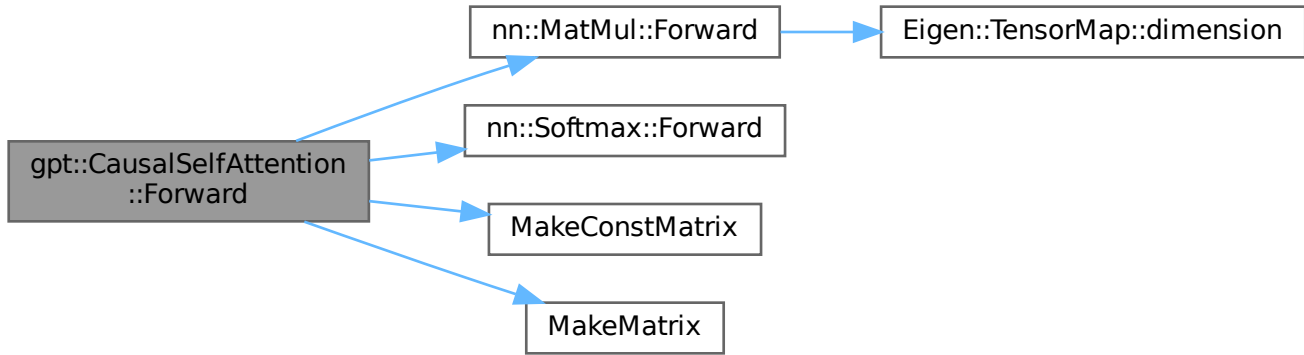 gpt::CausalSelfAttention
::Forward
nn::MatMul::Forward
Eigen::TensorMap::dimension
nn::Softmax::Forward
MakeConstMatrix
MakeMatrix